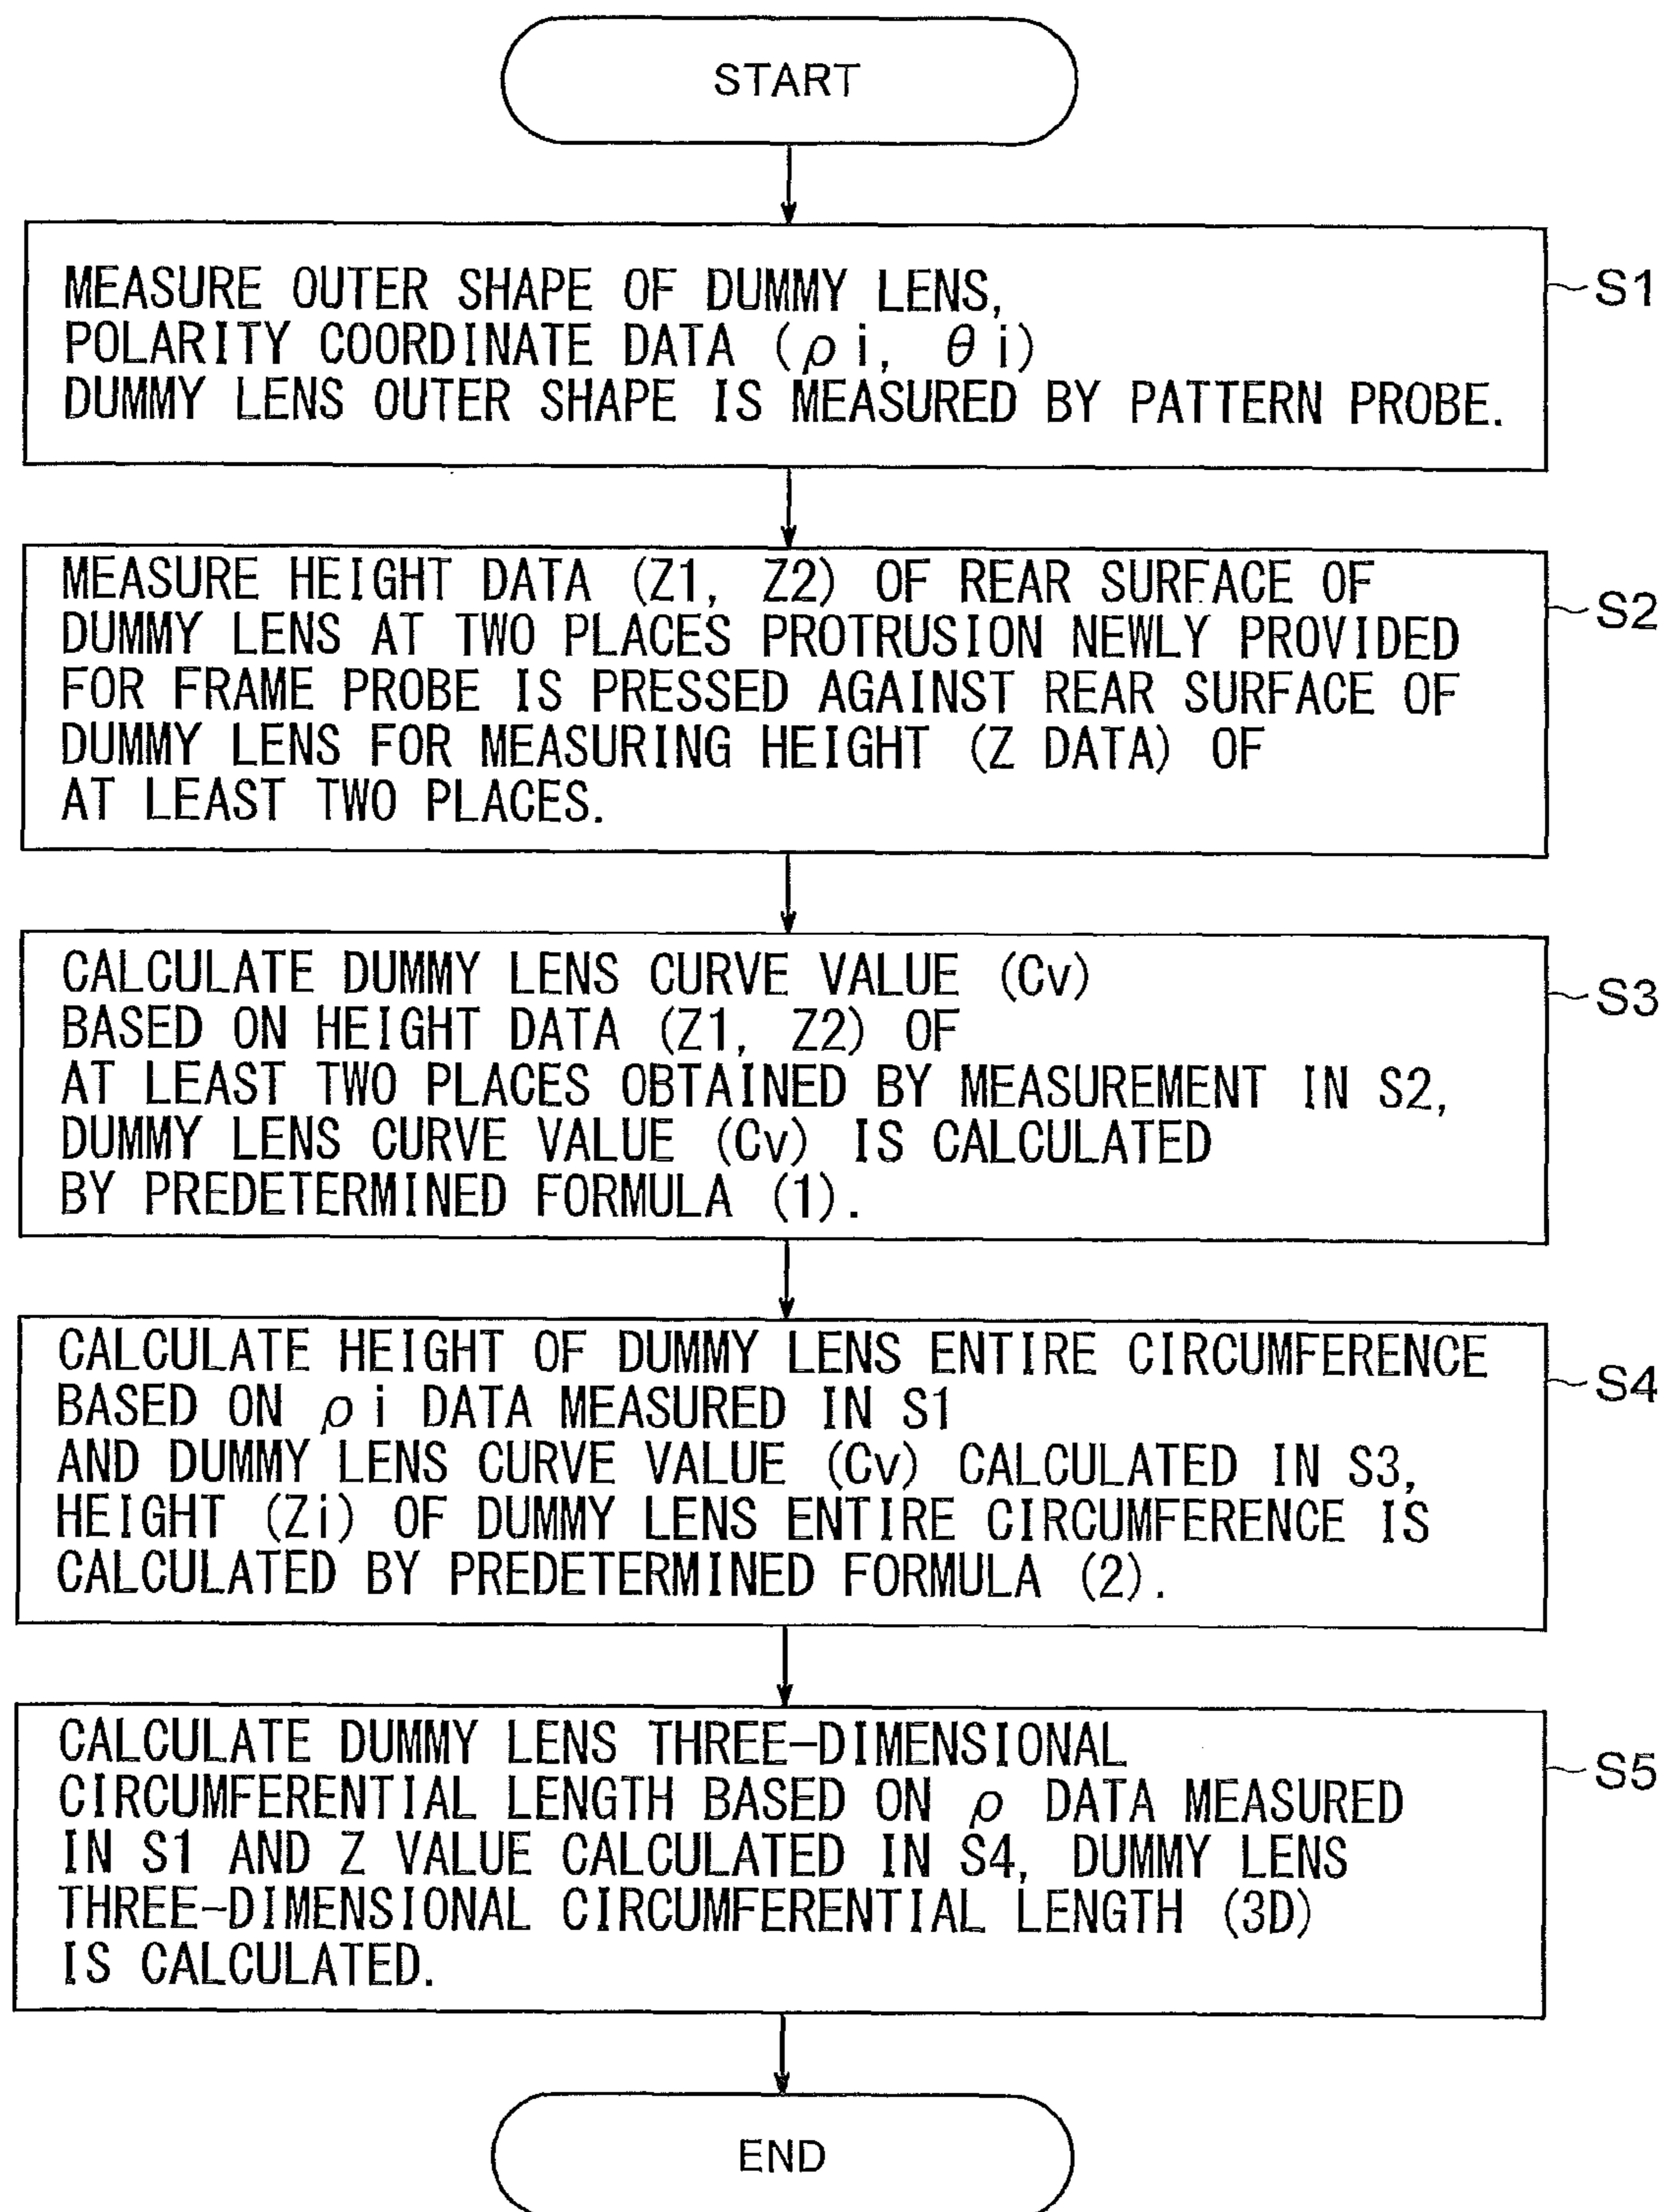 START
MEASURE OUTER SHAPE OF DUMMY LENS,
POLARITY COORDINATE DATA (ρi, θi)
DUMMY LENS OUTER SHAPE IS MEASURED BY PATTERN PROBE.
S1
MEASURE HEIGHT DATA (Z1, Z2) OF REAR SURFACE OF
DUMMY LENS AT TWO PLACES PROTRUSION NEWLY PROVIDED
FOR FRAME PROBE IS PRESSED AGAINST REAR SURFACE OF
DUMMY LENS FOR MEASURING HEIGHT (Z DATA) OF
AT LEAST TWO PLACES.
S2
CALCULATE DUMMY LENS CURVE VALUE (Cv)
BASED ON HEIGHT DATA (Z1, Z2) OF
AT LEAST TWO PLACES OBTAINED BY MEASUREMENT IN S2,
DUMMY LENS CURVE VALUE (Cv) IS CALCULATED
BY PREDETERMINED FORMULA (1).
S3
CALCULATE HEIGHT OF DUMMY LENS ENTIRE CIRCUMFERENCE
BASED ON ρi DATA MEASURED IN S1
AND DUMMY LENS CURVE VALUE (Cv) CALCULATED IN S3,
HEIGHT (Zi) OF DUMMY LENS ENTIRE CIRCUMFERENCE IS
CALCULATED BY PREDETERMINED FORMULA (2).
S4
CALCULATE DUMMY LENS THREE-DIMENSIONAL
CIRCUMFERENTIAL LENGTH BASED ON ρ DATA MEASURED
IN S1 AND Z VALUE CALCULATED IN S4, DUMMY LENS
THREE-DIMENSIONAL CIRCUMFERENTIAL LENGTH (3D)
IS CALCULATED.
S5
END